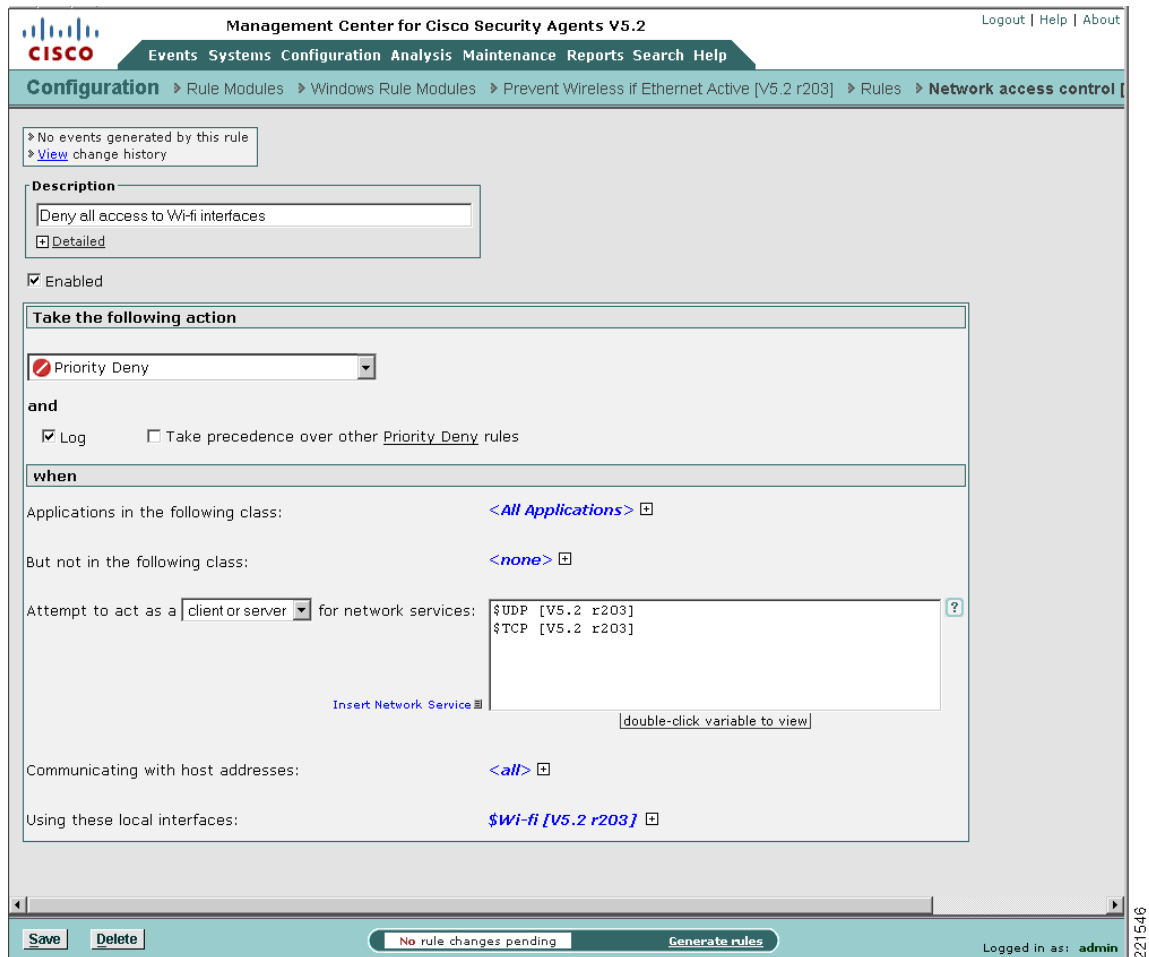 Management Center for Cisco Security Agents V5.2
Logout | Help | About
CISCO
Events Systems Configuration Analysis Maintenance Reports Search Help
Configuration > Rule Modules > Windows Rule Modules > Prevent Wireless if Ethernet Active [V5.2 r203] > Rules > Network access control [
No events generated by this rule
View change history
Description
Deny all access to Wi-fi interfaces
Detailed
Enabled
Take the following action
Priority Deny
and
Log Take precedence over other Priority Deny rules
when
Applications in the following class: <All Applications>
But not in the following class: <none>
Attempt to act as a client or server for network services: $UDP [V5.2 r203]
$TCP [V5.2 r203]
?
Insert Network Service
double-click variable to view
Communicating with host addresses: <all>
Using these local interfaces: $Wi-fi [V5.2 r203]
Save Delete No rule changes pending Generate rules Logged in as: admin
221546